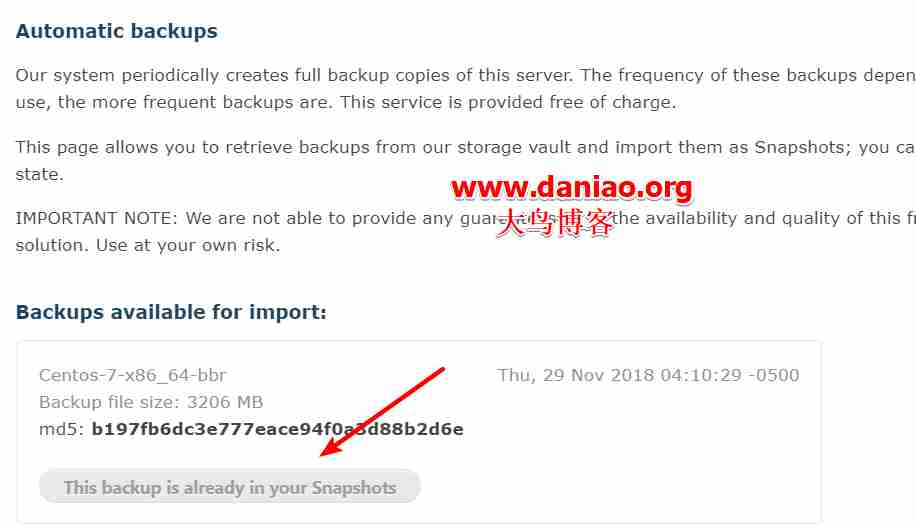 Automatic backups
Our system periodically creates full backup copies of this server. The frequency of these backups depen
use, the more frequent backups are. This service is provided free of charge.
This page allows you to retrieve backups from our storage vault and import them as Snapshots; you ca
state.
www.daniao.org
大鸟博客
IMPORTANT NOTE: We are not able to provide any the availability and quality of this fr
solution. Use at your own risk.
Backups available for import:
Centos-7-x86_64-bbr
Thu, 29 Nov 2018 04:10:29 -0500
Backup file size: 3206 MB
md5: b197fb6dc3e777eace94f0a3d88b2d6e
This backup is already in your Snapshots